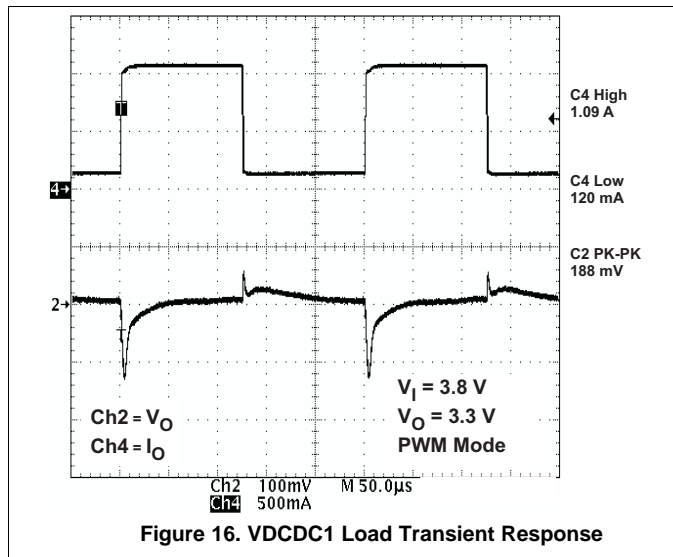 T
4→
C4 High
1.09 A
C4 Low
120 mA
C2 PK-PK
188 mV
2→
V_I = 3.8 V
V_O = 3.3 V
PWM Mode
Ch2 = V_O
Ch4 = I_O
Ch2 100mV M 50.0µs
Ch4 500mA
Figure 16. VDCDC1 Load Transient Response